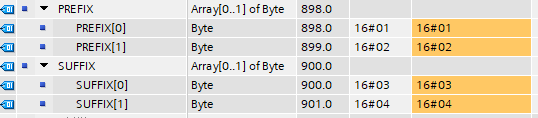 PREFIX Array[0..1] of Byte 898.0
PREFIX[0] Byte 898.0 16#01 16#01
PREFIX[1] Byte 899.0 16#02 16#02
SUFFIX Array[0..1] of Byte 900.0
SUFFIX[0] Byte 900.0 16#03 16#03
SUFFIX[1] Byte 901.0 16#04 16#04